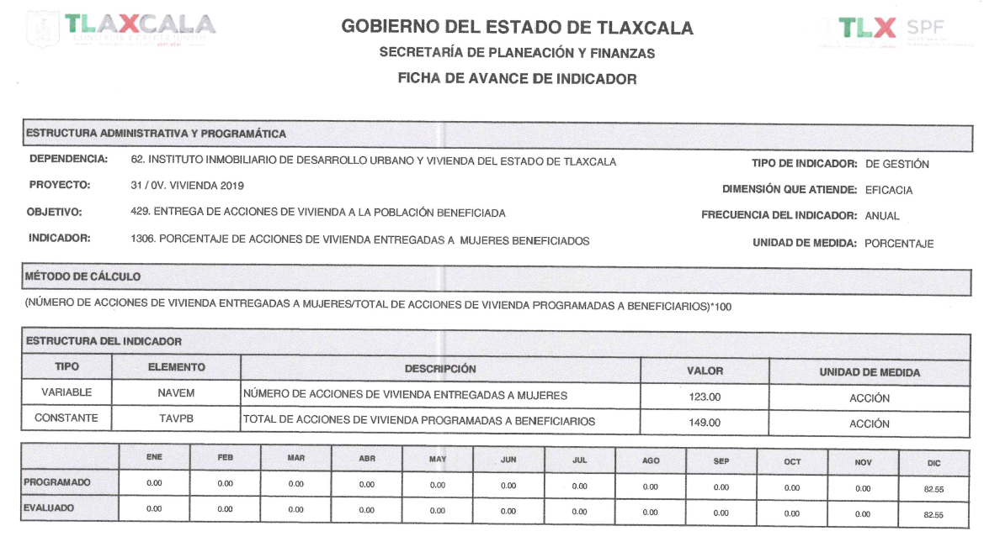 TLAXCALA
CONSTRUIR Y CRECER JUNTOS
GOBIERNO DEL ESTADO DE TLAXCALA
SECRETARÍA DE PLANEACIÓN Y FINANZAS
FICHA DE AVANCE DE INDICADOR
TLX SPF
ESTRUCTURA ADMINISTRATIVA Y PROGRAMÁTICA
DEPENDENCIA: 62. INSTITUTO INMOBILIARIO DE DESARROLLO URBANO Y VIVIENDA DEL ESTADO DE TLAXCALA TIPO DE INDICADOR: DE GESTIÓN
PROYECTO: 31 / 0V. VIVIENDA 2019 DIMENSIÓN QUE ATIENDE: EFICACIA
OBJETIVO: 429. ENTREGA DE ACCIONES DE VIVIENDA A LA POBLACIÓN BENEFICIADA FRECUENCIA DEL INDICADOR: ANUAL
INDICADOR: 1306. PORCENTAJE DE ACCIONES DE VIVIENDA ENTREGADAS A MUJERES BENEFICIADOS UNIDAD DE MEDIDA: PORCENTAJE
MÉTODO DE CÁLCULO
(NÚMERO DE ACCIONES DE VIVIENDA ENTREGADAS A MUJERES/TOTAL DE ACCIONES DE VIVIENDA PROGRAMADAS A BENEFICIARIOS)*100
ESTRUCTURA DEL INDICADOR
TIPO ELEMENTO DESCRIPCIÓN VALOR UNIDAD DE MEDIDA
VARIABLE NAVEM NÚMERO DE ACCIONES DE VIVIENDA ENTREGADAS A MUJERES 123.00 ACCIÓN
CONSTANTE TAVPB TOTAL DE ACCIONES DE VIVIENDA PROGRAMADAS A BENEFICIARIOS 149.00 ACCIÓN
ENE FEB MAR ABR MAY JUN JUL AGO SEP OCT NOV DIC
PROGRAMADO 0.00 0.00 0.00 0.00 0.00 0.00 0.00 0.00 0.00 0.00 0.00 82.55
EVALUADO 0.00 0.00 0.00 0.00 0.00 0.00 0.00 0.00 0.00 0.00 0.00 82.55